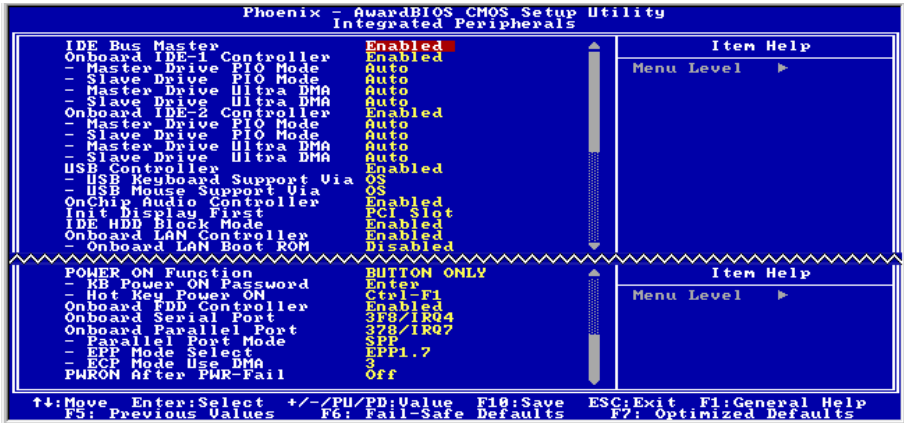 Phoenix - AwardBIOS CMOS Setup Utility
Integrated Peripherals
IDE Bus Master Enabled
Onboard IDE-1 Controller Enabled
- Master Drive PIO Mode Auto
- Slave Drive PIO Mode Auto
- Master Drive Ultra DMA Auto
- Slave Drive Ultra DMA Auto
Onboard IDE-2 Controller Enabled
- Master Drive PIO Mode Auto
- Slave Drive PIO Mode Auto
- Master Drive Ultra DMA Auto
- Slave Drive Ultra DMA Auto
USB Controller Enabled
- USB Keyboard Support Via OS
- USB Mouse Support Via OS
OnChip Audio Controller Enabled
Init Display First PCI Slot
IDE HDD Block Mode Enabled
Onboard LAN Controller Enabled
- Onboard LAN Boot ROM Disabled
Item Help
Menu Level ▶
POWER ON Function BUTTON ONLY
- KB Power ON Password Enter
- Hot Key Power ON Ctrl-F1
Onboard FDD Controller Enabled
Onboard Serial Port 3F8/IRQ4
Onboard Parallel Port 378/IRQ7
- Parallel Port Mode SPP
- EPP Mode Select EPP1.7
- ECP Mode Use DMA 3
PWRON After PWR-Fail Off
Item Help
Menu Level ▶
↑↓:Move Enter:Select +/-/PU/PD:Value F10:Save ESC:Exit F1:General Help
F5: Previous Values F6: Fail-Safe Defaults F7: Optimized Defaults